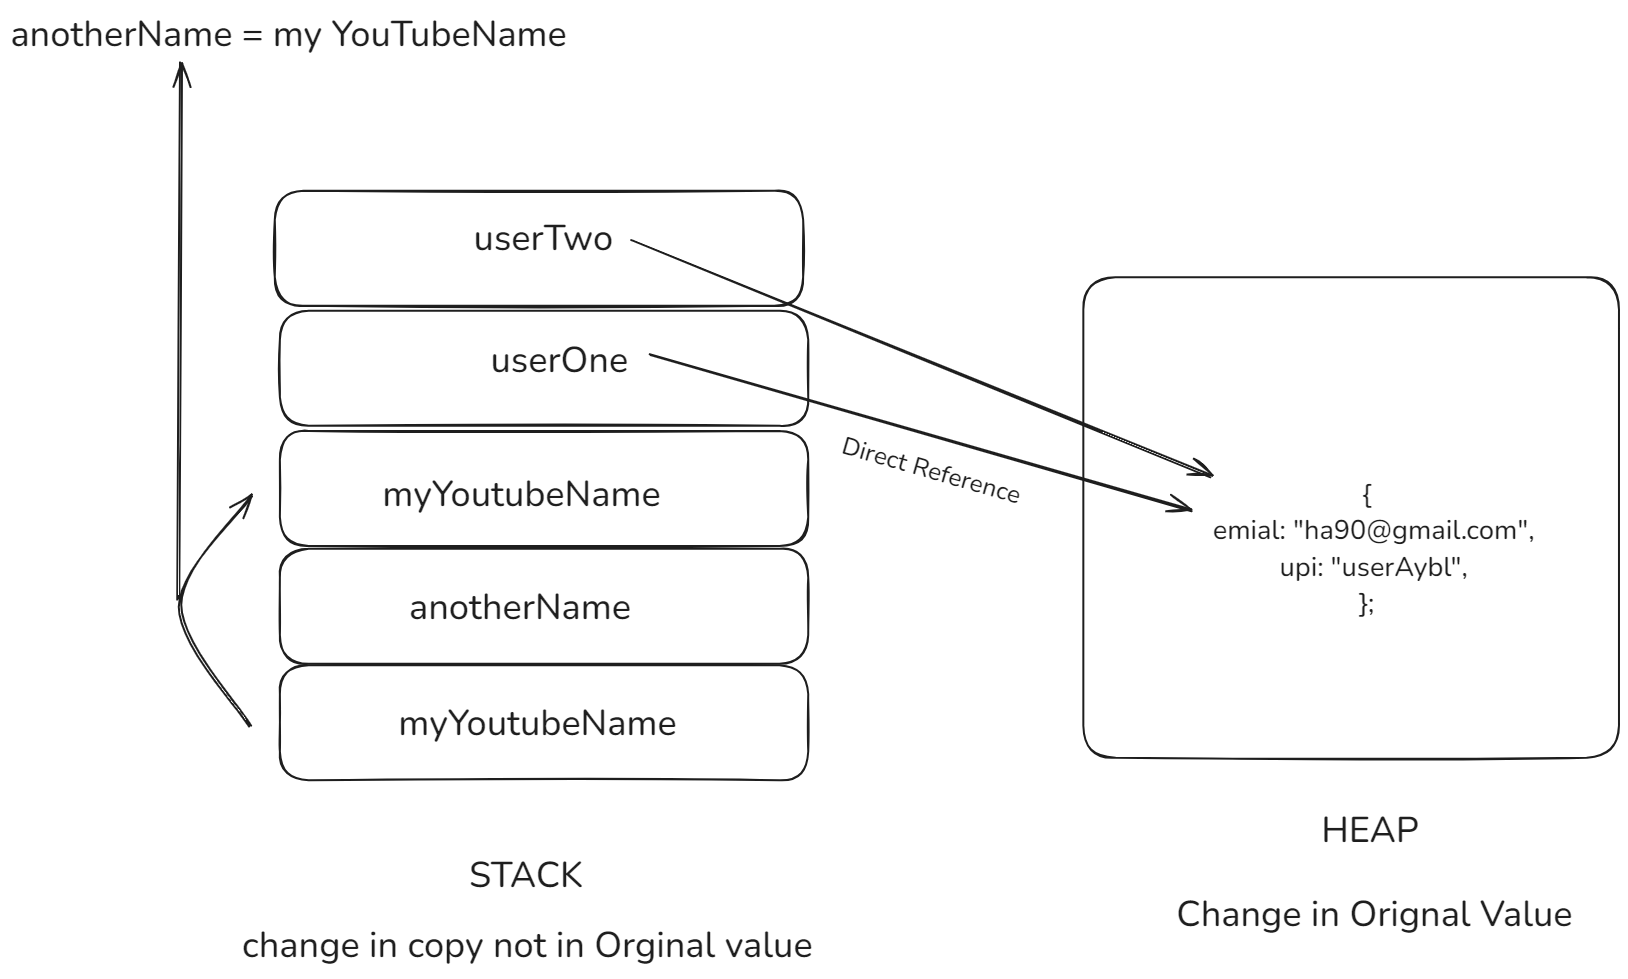 anotherName = my YouTubeName
userTwo
userOne
Direct Reference
myYoutubeName
anotherName
myYoutubeName
{
emial: "ha90@gmail.com",
upi: "userAybl",
};
HEAP
STACK
Change in Orignal Value
change in copy not in Orginal value